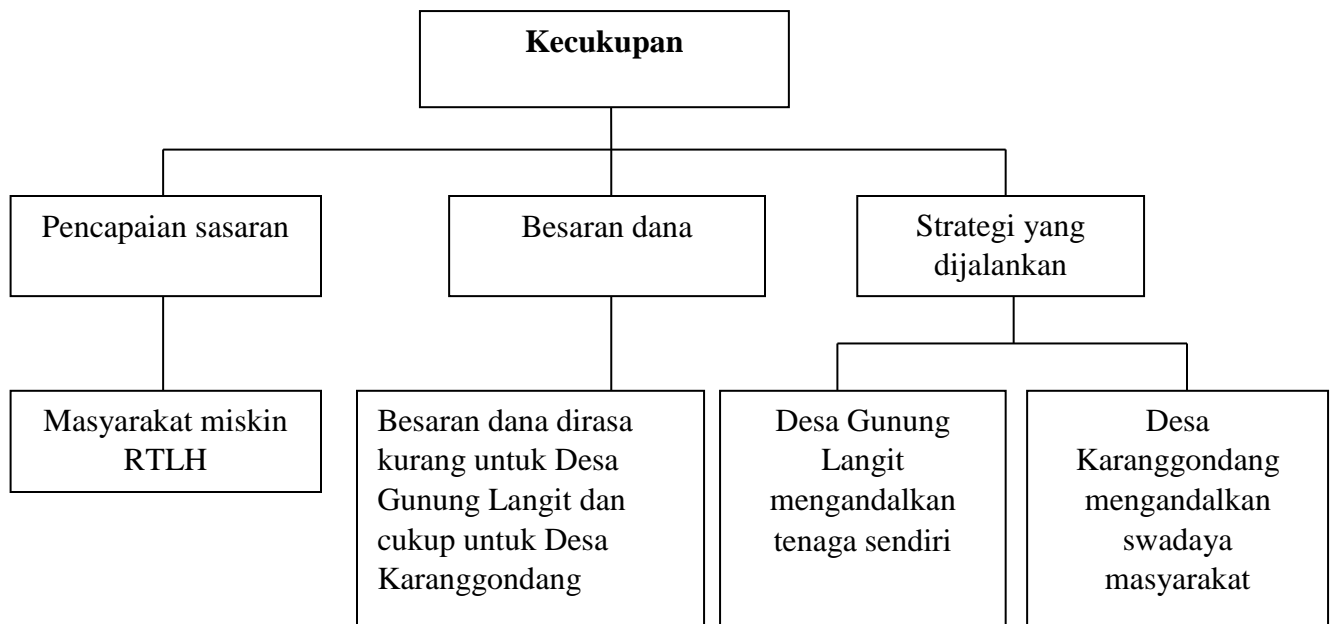 Kecukupan
Pencapaian sasaran
Besaran dana
Strategi yang
dijalankan
Masyarakat miskin
RTLH
Besaran dana dirasa
kurang untuk Desa
Gunung Langit dan
cukup untuk Desa
Karanggondang
Desa Gunung
Langit
mengandalkan
tenaga sendiri
Desa
Karanggondang
mengandalkan
swadaya
masyarakat